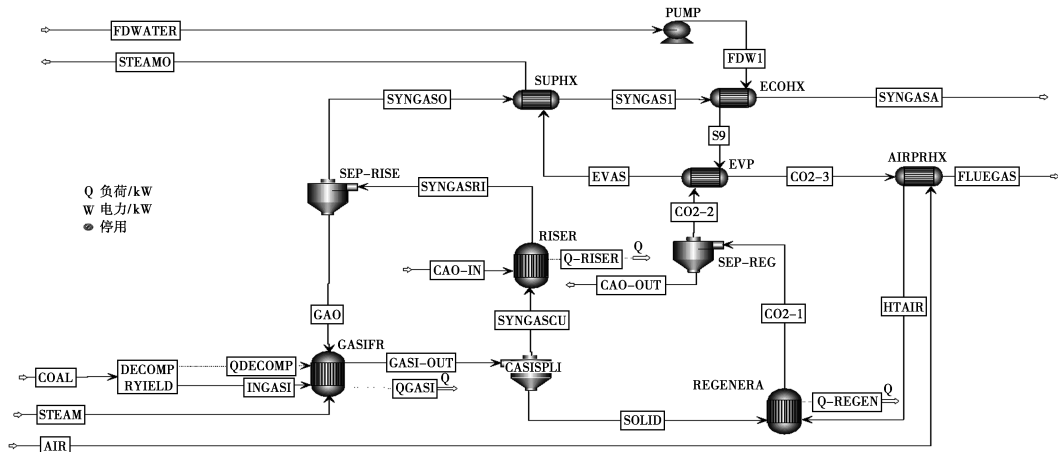 PUMP
FDWATER
FDW1
STEAMO
SUPHX
ECOHX
SYNGASO
SYNGAS1
SYNGASA
S9
SEP-RISE
EVP
AIRPRHX
SYNGASRI
EVAS
CO2-3
FLUEGAS
Q 负荷/kW
W 电力/kW
停用
CO2-2
RISER
Q-RISER
Q
SEP-REG
CAO-IN
CAO-OUT
GAO
SYNGASCU
CO2-1
HTAIR
GASIFR
GASI-OUT
CASISPLI
COAL
DECOMP
RYIELD
QDECOMP
INGASI
QGASI
Q
REGENERA
Q-REGEN
Q
STEAM
SOLID
AIR